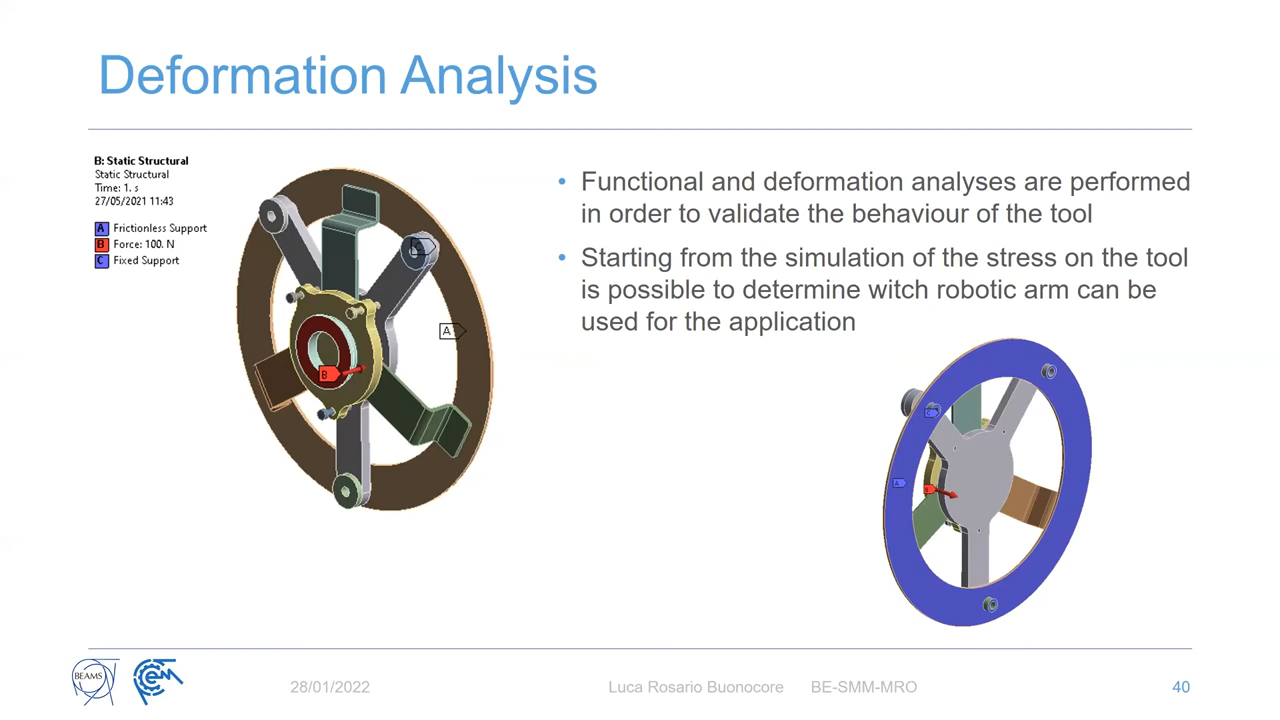 Deformation Analysis
B: Static Structural
Static Structural
Time: 1. s
27/05/2021 11:43
A Frictionless Support
B Force: 100. N
C Fixed Support
C
A
B
• Functional and deformation analyses are performed
in order to validate the behaviour of the tool
• Starting from the simulation of the stress on the tool
is possible to determine witch robotic arm can be
used for the application
C
A
B
BEAMS
28/01/2022
Luca Rosario Buonocore BE-SMM-MRO
40